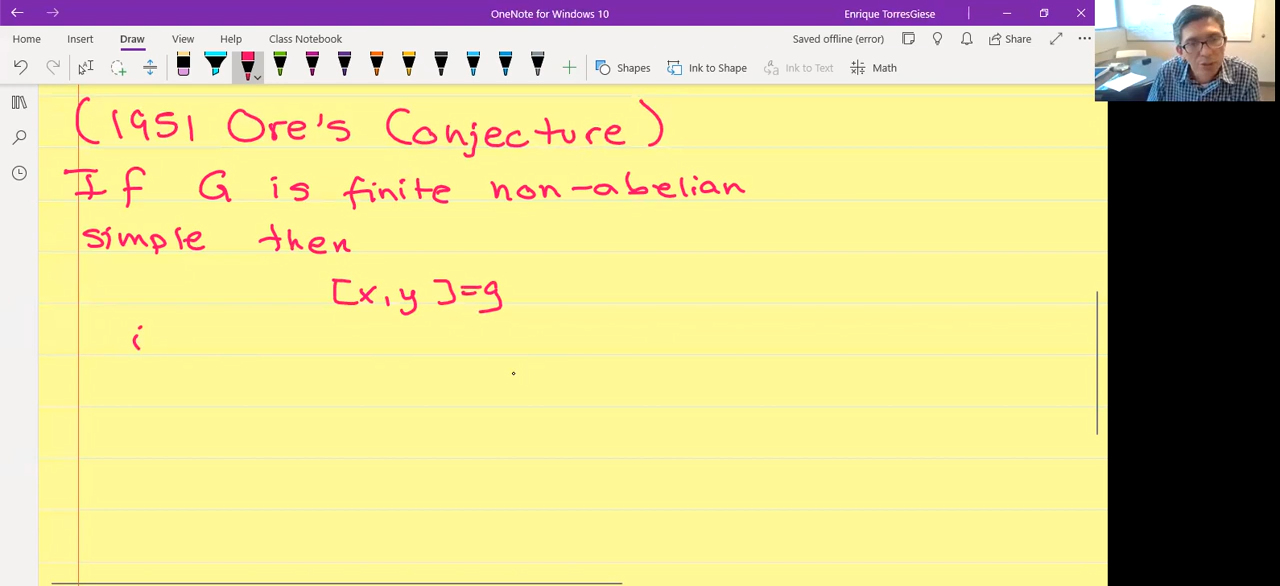 OneNote for Windows 10
Enrique TorresGiese
Home Insert Draw View Help Class Notebook
Saved offline (error)
Share
Shapes
Ink to Shape
Ink to Text
Math
(1951 Ore's Conjecture)
If G is finite non-abelian
simple then
[x, y]=g
i